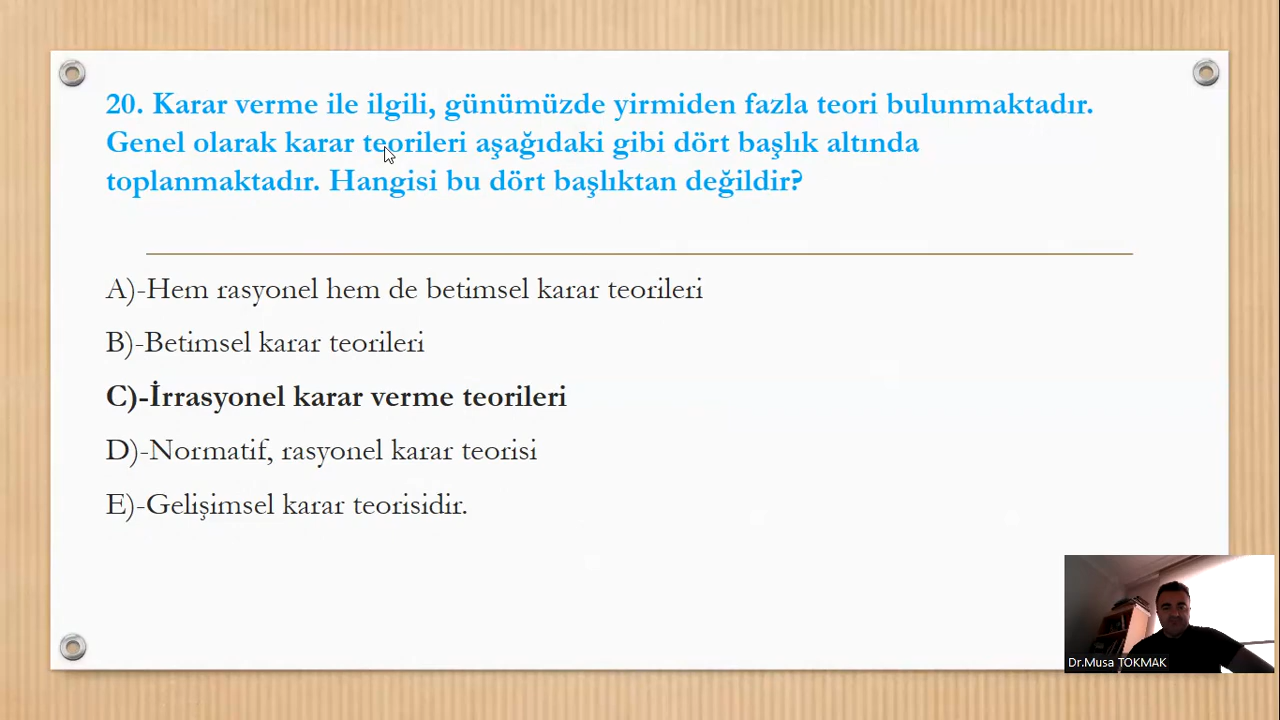 20. Karar verme ile ilgili, günümüzde yirmiden fazla teori bulunmaktadır.
Genel olarak karar teorileri aşağıdaki gibi dört başlık altında
toplanmaktadır. Hangisi bu dört başlıktan değildir?
A)-Hem rasyonel hem de betimsel karar teorileri
B)-Betimsel karar teorileri
C)-İrrasyonel karar verme teorileri
D)-Normatif, rasyonel karar teorisi
E)-Gelişimsel karar teorisidir.
Dr.Musa TOKMAK